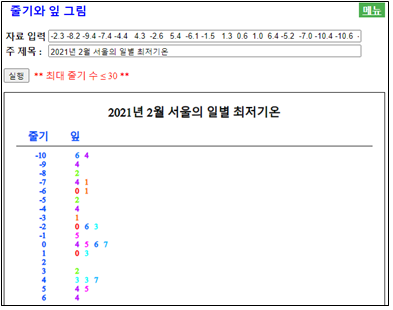 줄기와 잎 그림
메뉴
자료 입력 -2.3 -8.2 -9.4 -7.4 -4.4 4.3 -2.6 5.4 -6.1 -1.5 1.3 0.6 1.0 6.4 -5.2 -7.0 -10.4 -10.6 -
주 제목 : 2021년 2월 서울의 일별 최저기온
실행 ** 최대 줄기 수 ≤ 30 **
2021년 2월 서울의 일별 최저기온
줄기 잎
-10 6 4
-9 4
-8 2
-7 4 1
-6 0 1
-5 2
-4 4
-3 1
-2 0 6 3
-1 5
0 4 5 6 7
1 0 3
2
3 2
4 3 3 7
5 4 5
6 4